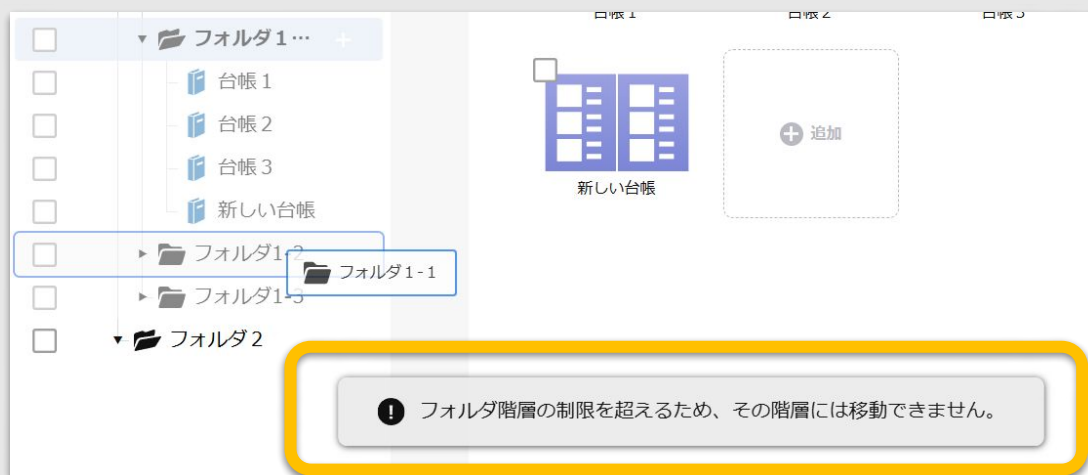 台帳1
台帳2
台帳3
フォルダ1…
台帳1
台帳2
台帳3
新しい台帳
フォルダ1-2
フォルダ1-1
フォルダ1-3
フォルダ2
新しい台帳
追加
フォルダ階層の制限を超えるため、その階層には移動できません。